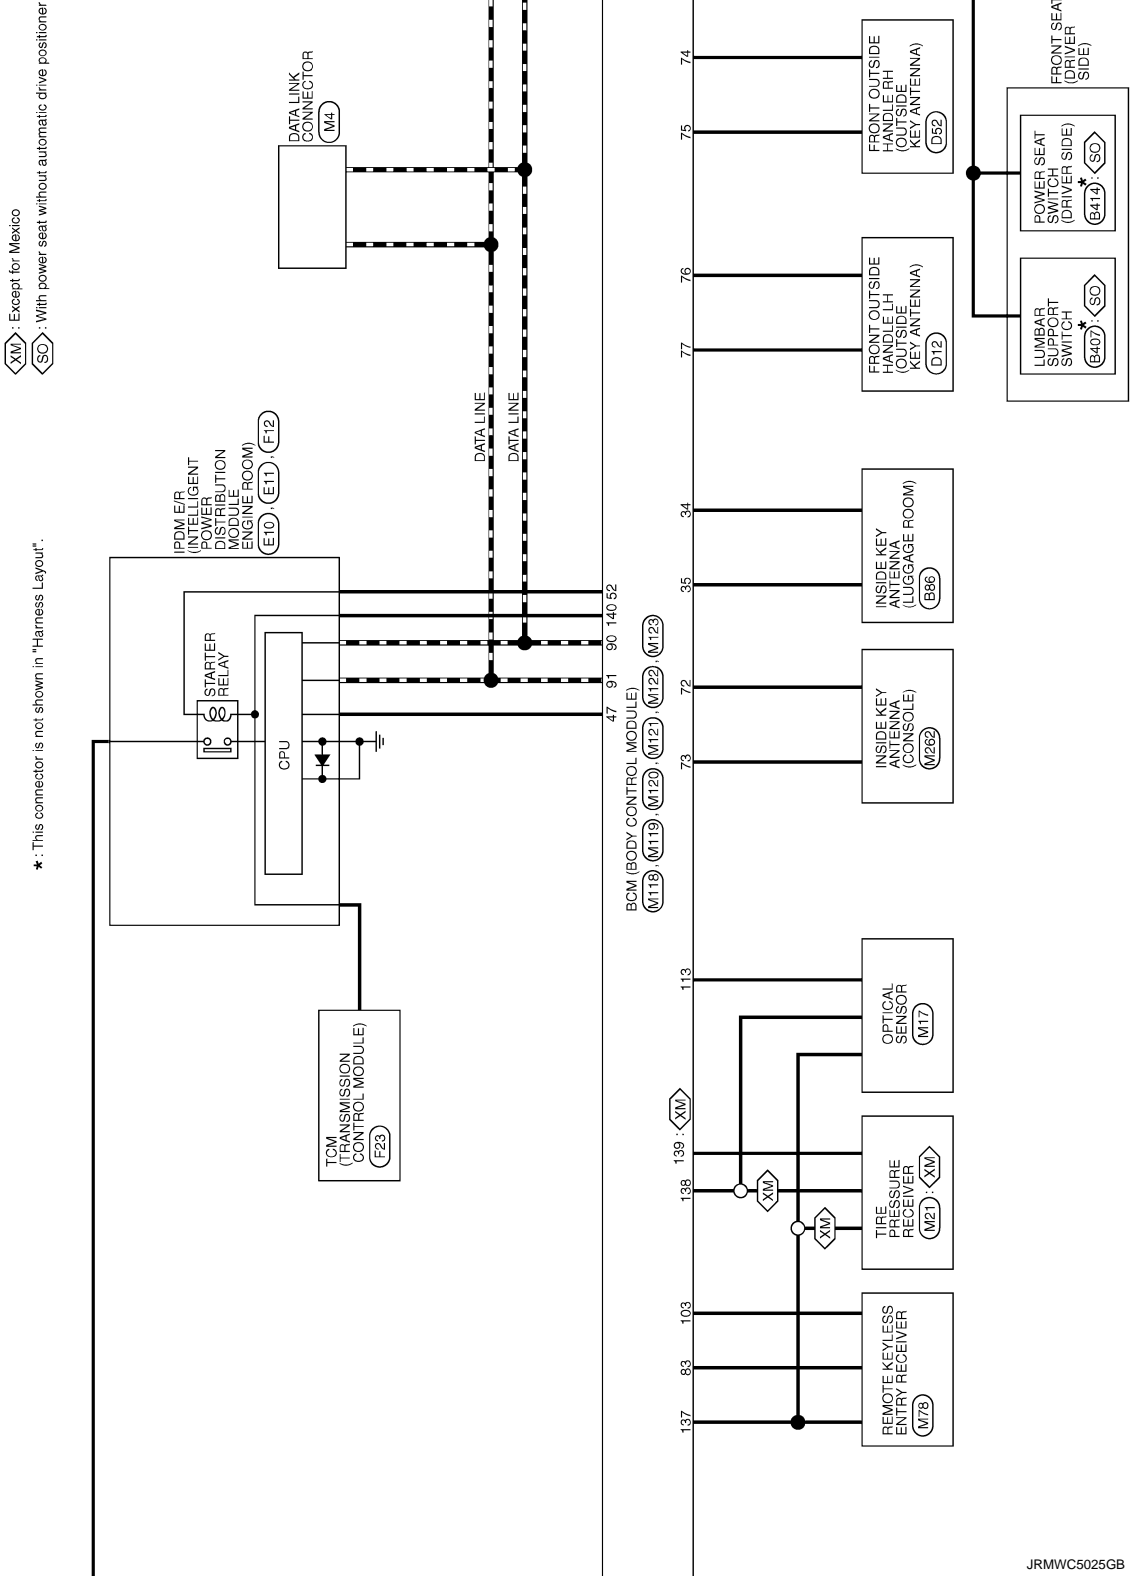 XM : Except for Mexico
SO : With power seat without automatic drive positioner
* : This connector is not shown in "Harness Layout".
DATA LINK
CONNECTOR
M4
IPDM E/R
(INTELLIGENT
POWER
DISTRIBUTION
MODULE
ENGINE ROOM)
E10 , E11 , F12
STARTER
RELAY
CPU
TCM
(TRANSMISSION
CONTROL MODULE)
F23
DATA LINE
DATA LINE
47 91 90 140 52
BCM (BODY CONTROL MODULE)
M118 , M119 , M120 , M121 , M122 , M123
137 83 103 138 139 : XM 113 73 72 35 34 77 76 75 74
XM
XM
REMOTE KEYLESS
ENTRY RECEIVER
M78
TIRE
PRESSURE
RECEIVER
M21 : XM
OPTICAL
SENSOR
M17
INSIDE KEY
ANTENNA
(CONSOLE)
M262
INSIDE KEY
ANTENNA
(LUGGAGE ROOM)
B86
FRONT OUTSIDE
HANDLE LH
(OUTSIDE
KEY ANTENNA)
D12
FRONT OUTSIDE
HANDLE RH
(OUTSIDE
KEY ANTENNA)
D52
LUMBAR
SUPPORT
SWITCH
B407 * : SO
POWER SEAT
SWITCH
(DRIVER SIDE)
B414 * : SO
FRONT SEAT
(DRIVER
SIDE)
JRMWC5025GB